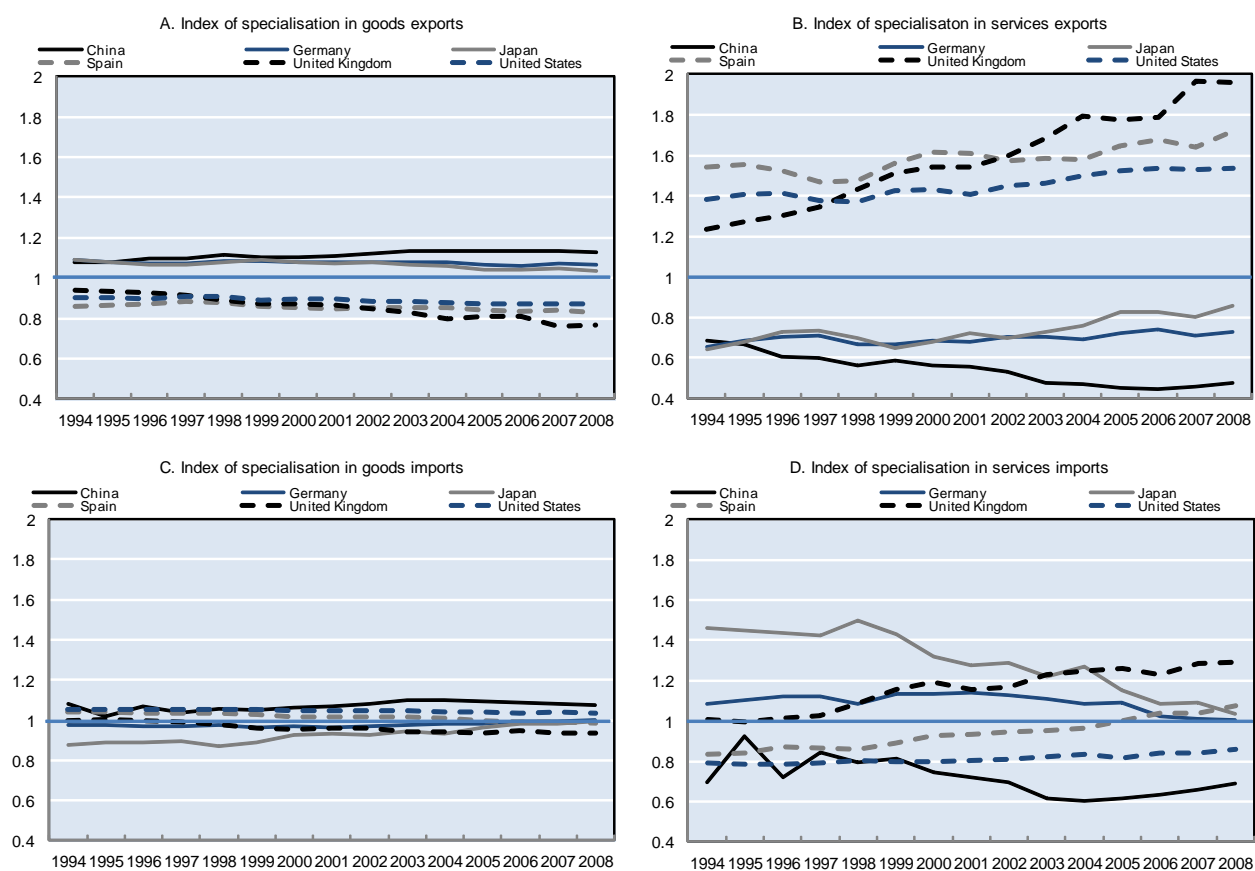 A. Index of specialisation in goods exports
China Germany Japan
Spain United Kingdom United States
2
1.8
1.6
1.4
1.2
1
0.8
0.6
0.4
1994 1995 1996 1997 1998 1999 2000 2001 2002 2003 2004 2005 2006 2007 2008
B. Index of specialisaton in services exports
China Germany Japan
Spain United Kingdom United States
2
1.8
1.6
1.4
1.2
1
0.8
0.6
0.4
1994 1995 1996 1997 1998 1999 2000 2001 2002 2003 2004 2005 2006 2007 2008
C. Index of specialisation in goods imports
China Germany Japan
Spain United Kingdom United States
2
1.8
1.6
1.4
1.2
1
0.8
0.6
0.4
1994 1995 1996 1997 1998 1999 2000 2001 2002 2003 2004 2005 2006 2007 2008
D. Index of specialisation in services imports
China Germany Japan
Spain United Kingdom United States
2
1.8
1.6
1.4
1.2
1
0.8
0.6
0.4
1994 1995 1996 1997 1998 1999 2000 2001 2002 2003 2004 2005 2006 2007 2008